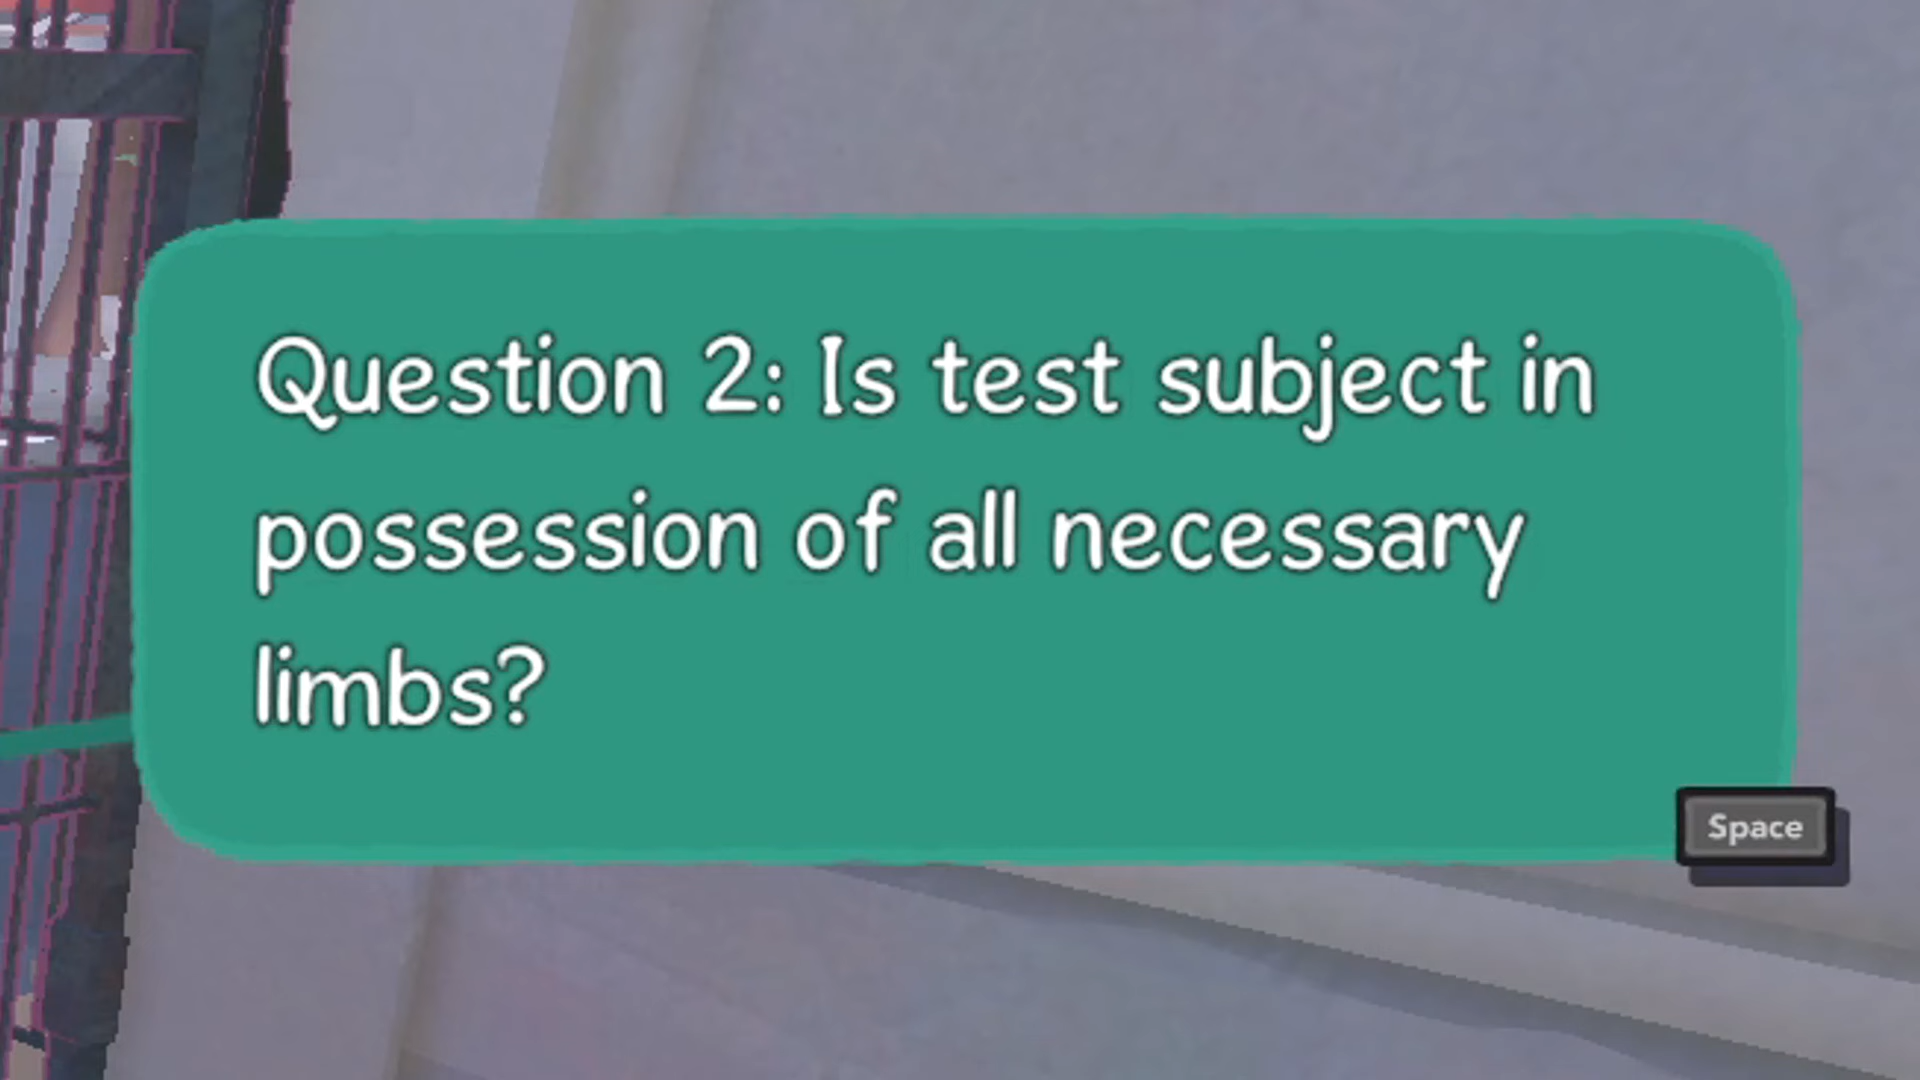 Question 2: Is test subject in
possession of all necessary
limbs?
Space